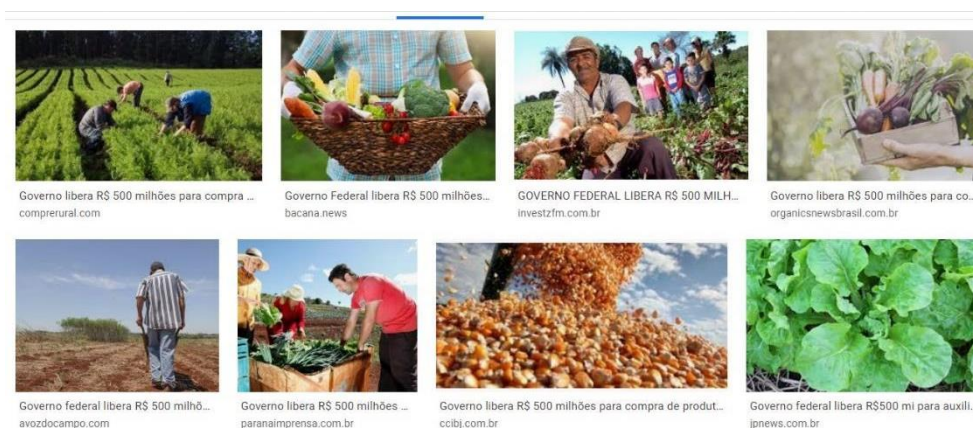 Governo libera R$ 500 milhões para compra ...
comprerural.com
Governo Federal libera R$ 500 milhões...
bacana.news
GOVERNO FEDERAL LIBERA R$ 500 MILH...
investzfm.com.br
Governo libera R$ 500 milhões para co...
organicsnewsbrasil.com.br
Governo federal libera R$ 500 milhõ...
avozdocampo.com
Governo libera R$ 500 milhões ...
paranaimprensa.com.br
Governo libera R$ 500 milhões para compra de produt...
ccibj.com.br
Governo federal libera R$500 mi para auxili...
jpnews.com.br